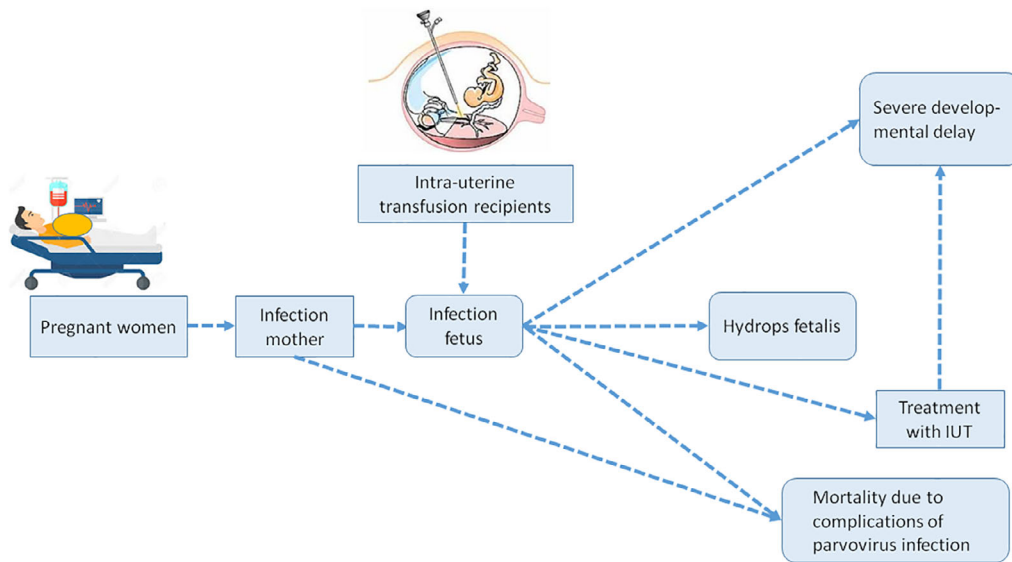 Severe develop-
mental delay
Intra-uterine
transfusion recipients
Pregnant women
Infection
mother
Infection
fetus
Hydrops fetalis
Treatment
with IUT
Mortality due to
complications of
parvovirus infection